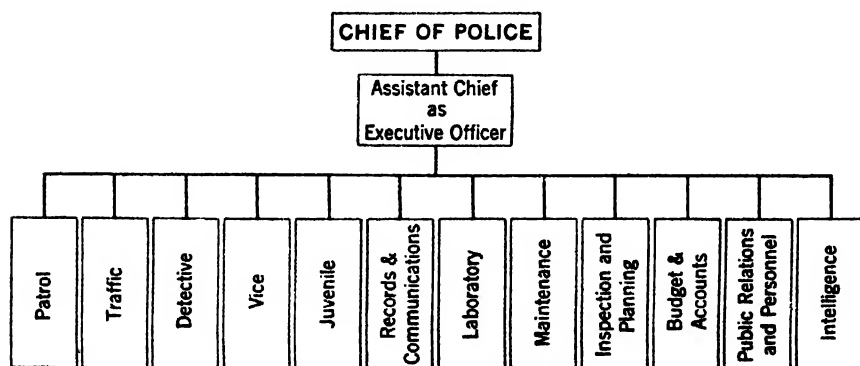 CHIEF OF POLICE
Assistant Chief
as
Executive Officer
Patrol
Traffic
Detective
Vice
Juvenile
Records &
Communications
Laboratory
Maintenance
Inspection and
Planning
Budget &
Accounts
Public Relations
and Personnel
Intelligence